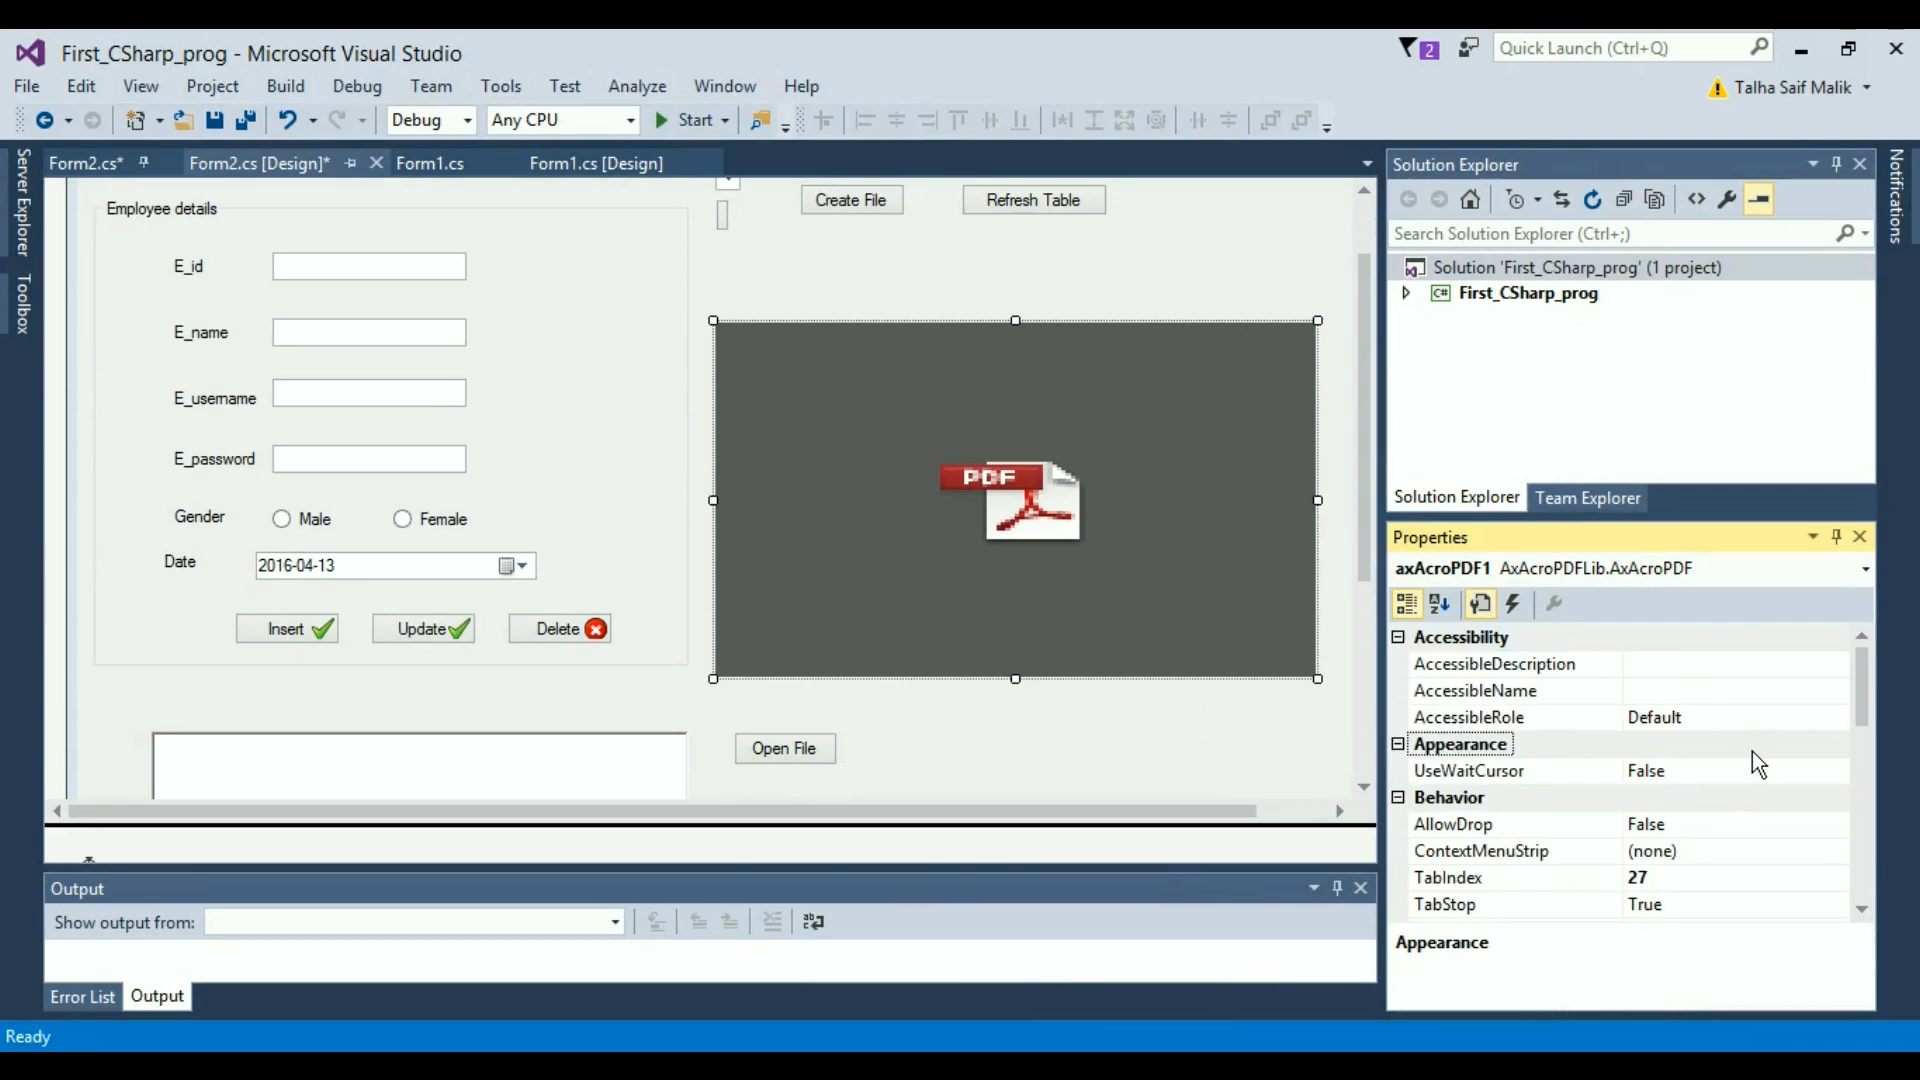 First_CSharp_prog - Microsoft Visual Studio
2
Quick Launch (Ctrl+Q)
File Edit View Project Build Debug Team Tools Test Analyze Window Help
Talha Saif Malik
Debug Any CPU Start
Server Explorer
Toolbox
Form2.cs* Form2.cs [Design]* Form1.cs Form1.cs [Design]
Employee details
E_id
E_name
E_username
E_password
Gender Male Female
Date 2016-04-13
Insert Update Delete
Create File Refresh Table
PDF
Open File
Output
Show output from:
Error List Output
Ready
Solution Explorer
Search Solution Explorer (Ctrl+;)
Solution 'First_CSharp_prog' (1 project)
C# First_CSharp_prog
Solution Explorer Team Explorer
Properties
axAcroPDF1 AxAcroPDFLib.AxAcroPDF
Accessibility
AccessibleDescription
AccessibleName
AccessibleRole Default
Appearance
UseWaitCursor False
Behavior
AllowDrop False
ContextMenuStrip (none)
TabIndex 27
TabStop True
Appearance
Notifications